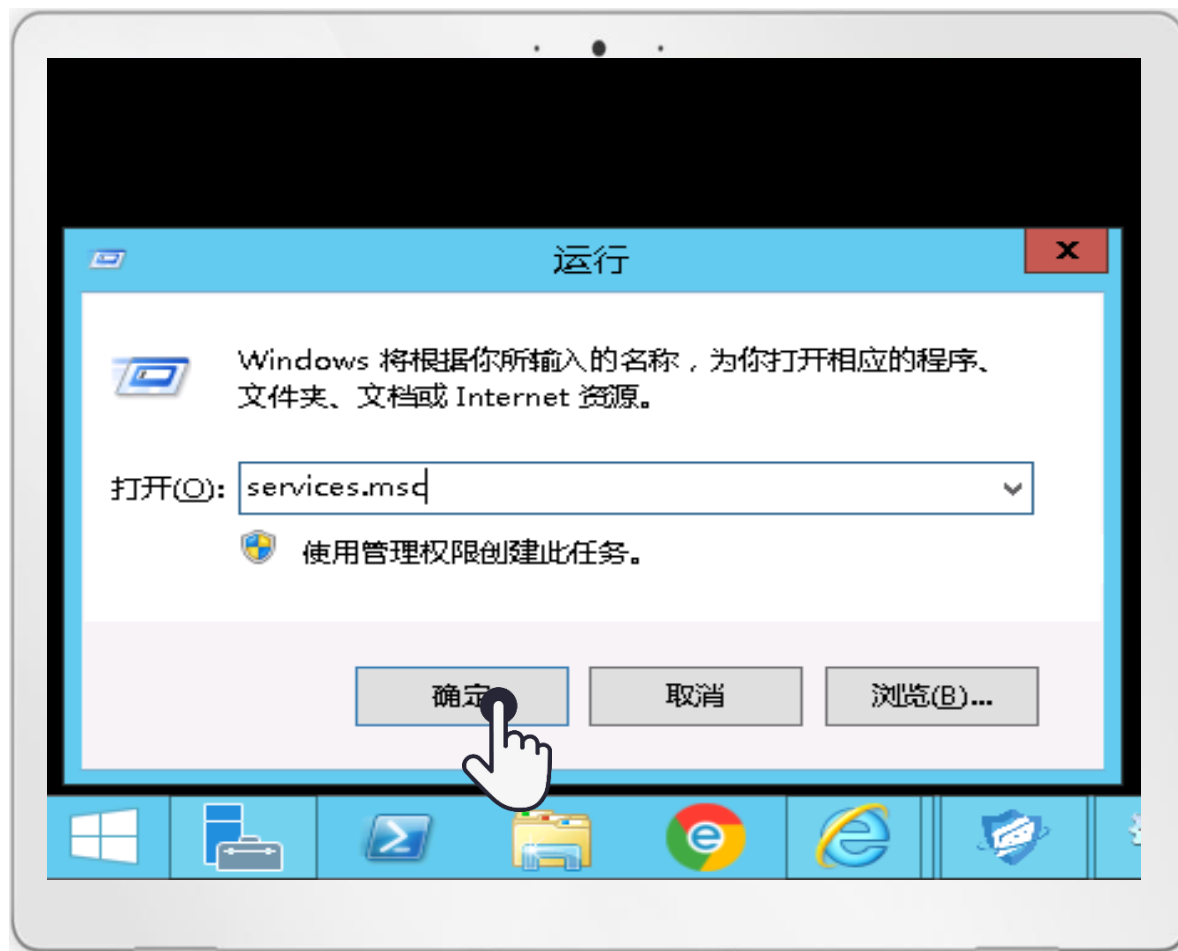 运行
Windows 将根据你所输入的名称，为你打开相应的程序、
文件夹、文档或 Internet 资源。
打开(O): services.msc
使用管理权限创建此任务。
确定 取消 浏览(B)...